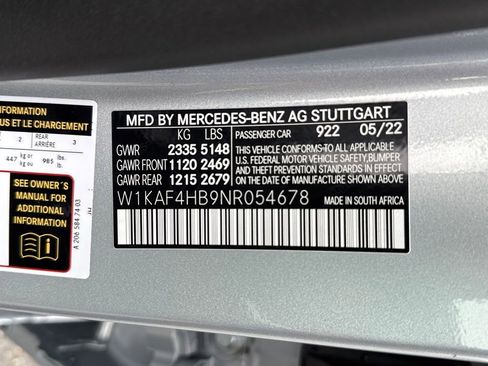 NFORMATION
US ET LE CHARGEMENT
2 REAR ARRIÈRE 3
447 kg or/ou kg 985 lbs. lb.
SEE OWNER´S
MANUAL FOR
ADDITIONAL
INFORMATION
A 206 584 74 03
MFD BY MERCEDES-BENZ AG STUTTGART
KG LBS PASSENGER CAR 922 05/22
GVWR 2335 5148
GAWR FRONT 1120 2469
GAWR REAR 1215 2679
THIS VEHICLE CONFORMS TO ALL APPLICABLE
U.S. FEDERAL MOTOR VEHICLE SAFETY, BUMPER
AND THEFT PREVENTION STANDARDS IN EFFECT
ON THE DATE OF MANUFACTURE SHOWN ABOVE.
W1KAF4HB9NR054678 MADE IN SOUTH AFRICA